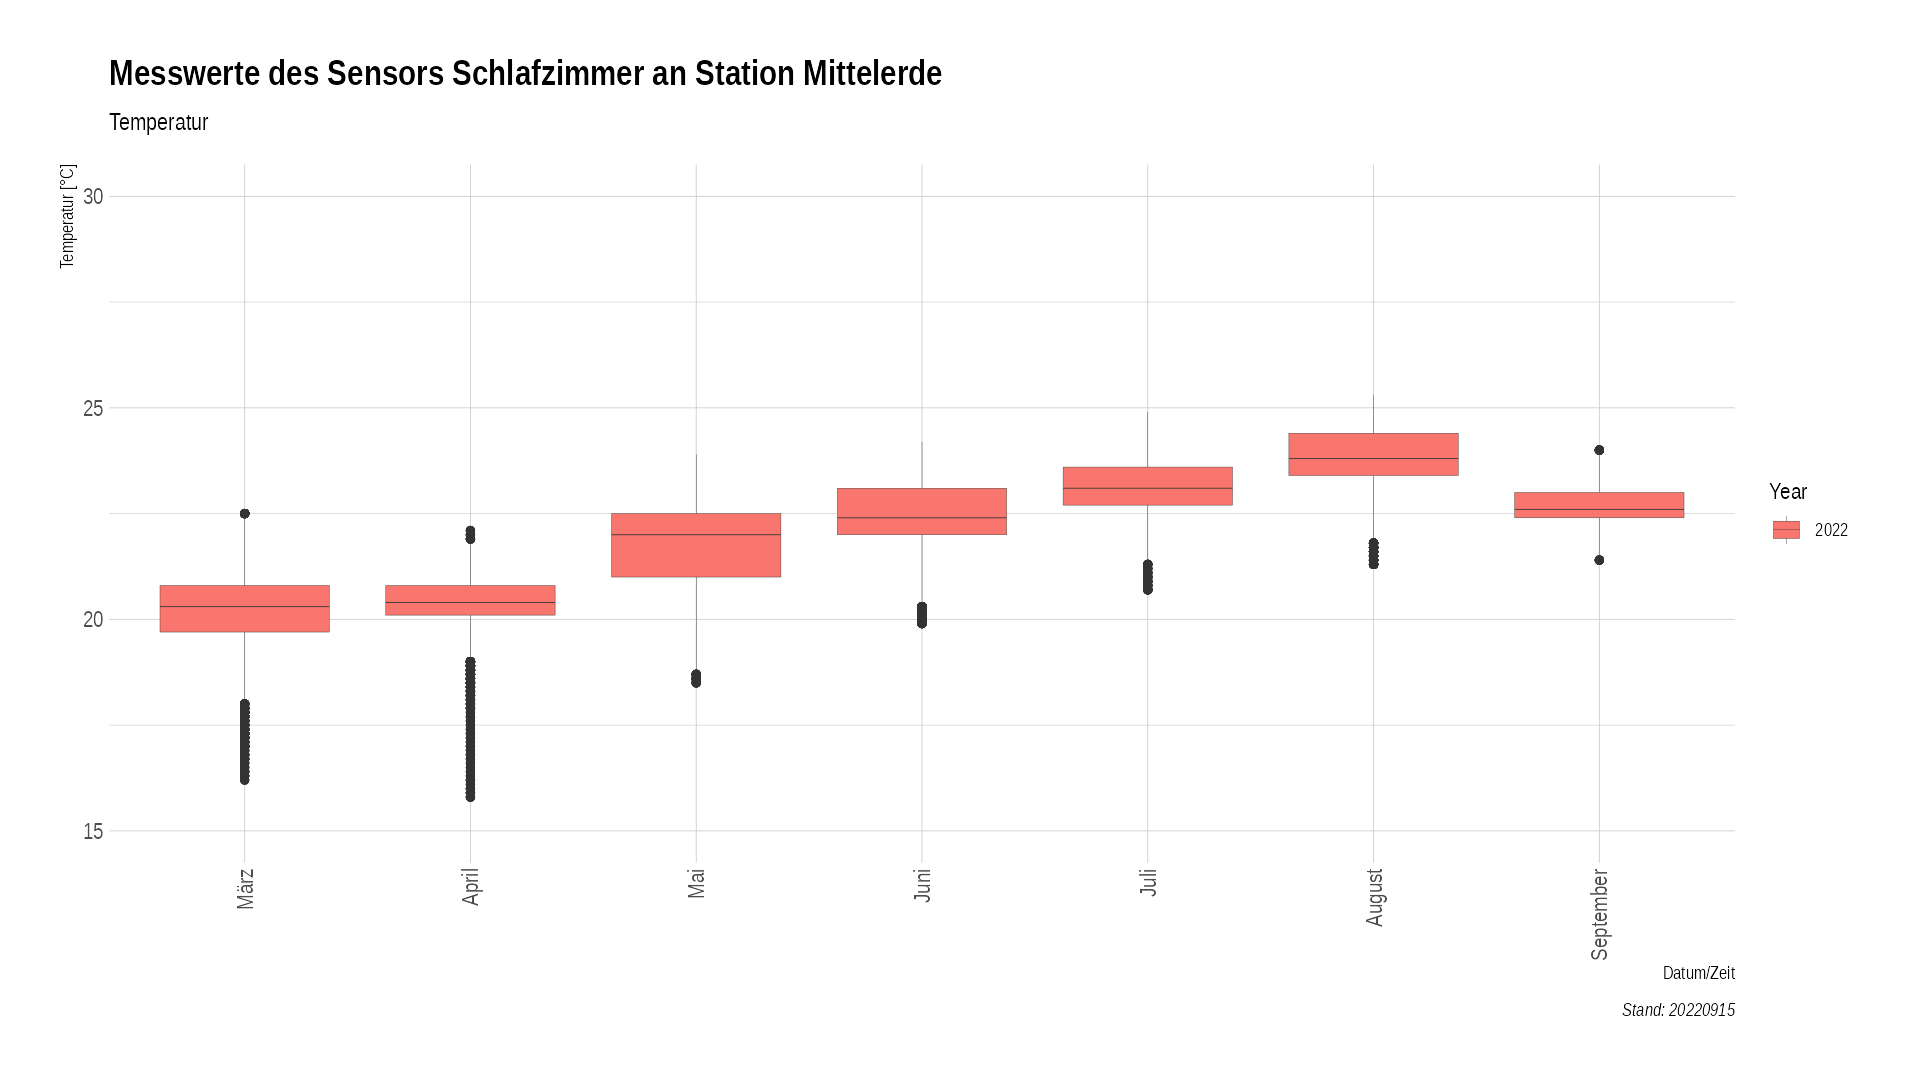 Messwerte des Sensors Schlafzimmer an Station Mittelerde
Temperatur
Temperatur [°C]
30
25
20
15
März
April
Mai
Juni
Juli
August
September
Datum/Zeit
Stand: 20220915
Year
2022